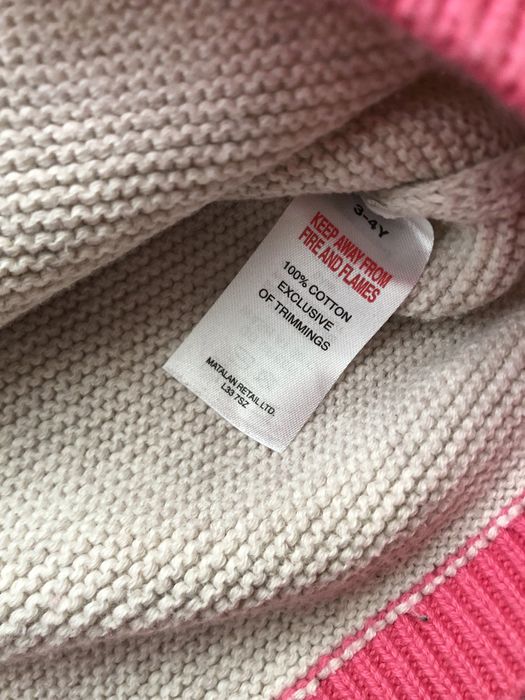 3-4Y
KEEP AWAY FROM
FIRE AND FLAMES
100% COTTON
EXCLUSIVE
OF TRIMMINGS
MATALAN RETAIL LTD.
L33 7SZ